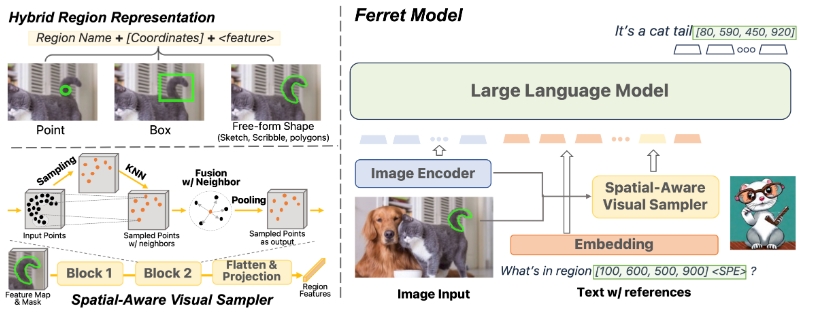 Hybrid Region Representation
Region Name + [Coordinates] + <feature>
Point
Box
Free-form Shape
(Sketch, Scribble, polygons)
Sampling
KNN
Fusion
w/ Neighbor
Pooling
Input Points
Sampled Points
w/ neighbors
Sampled Points
as output
Feature Map
& Mask
Block 1
Block 2
Flatten &
Projection
Region
Features
Spatial-Aware Visual Sampler
Ferret Model
It's a cat tail [80, 590, 450, 920]
Large Language Model
Image Encoder
Spatial-Aware
Visual Sampler
Embedding
What's in region [100, 600, 500, 900] <SPE> ?
Image Input
Text w/ references